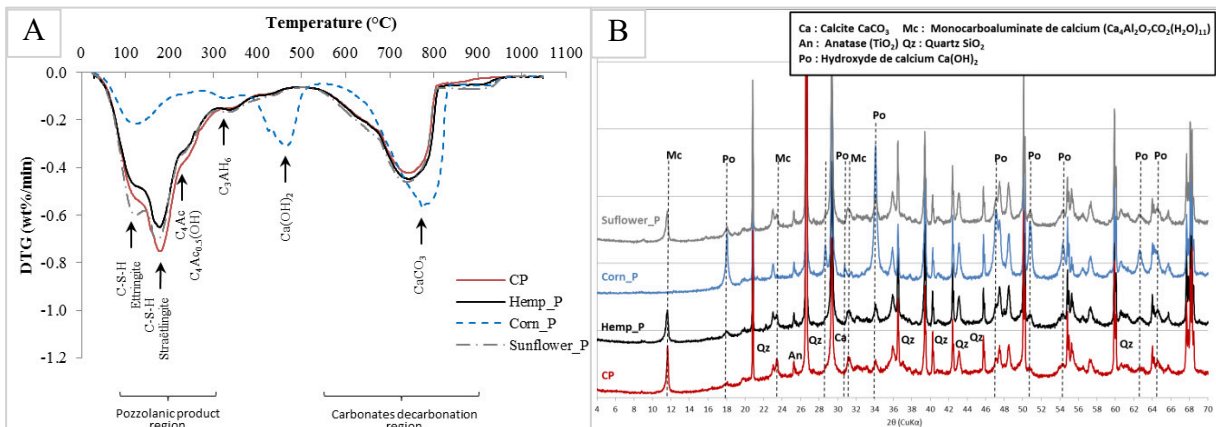 A
Temperature (°C)
0 100 200 300 400 500 600 700 800 900 1000 1100
0.0
-0.2
-0.4
-0.6
-0.8
-1.0
-1.2
DTG (wt%/min)
C-S-H
Ettringite
C-S-H
Straetlingite
C₄Ac
C₄Ac₀.₅(OH)
C₃AH₆
Ca(OH)₂
CaCO₃
CP
Hemp_P
Corn_P
Sunflower_P
Pozzolanic product
region
Carbonates decarbonation
region
B
Ca : Calcite CaCO₃ Mc : Monocarboaluminate de calcium (Ca₄Al₂O₇CO₂(H₂O)₁₁)
An : Anatase (TiO₂) Qz : Quartz SiO₂
Po : Hydroxyde de calcium Ca(OH)₂
Mc Po Mc Po Mc Po Po Po Po Po Po
Suflower_P
Corn_P
Hemp_P
CP
Qz An Qz Ca Qz Qz Qz Qz Qz
4 6 8 10 12 14 16 18 20 22 24 26 28 30 32 34 36 38 40 42 44 46 48 50 52 54 56 58 60 62 64 66 68 70
2θ (CuKα)